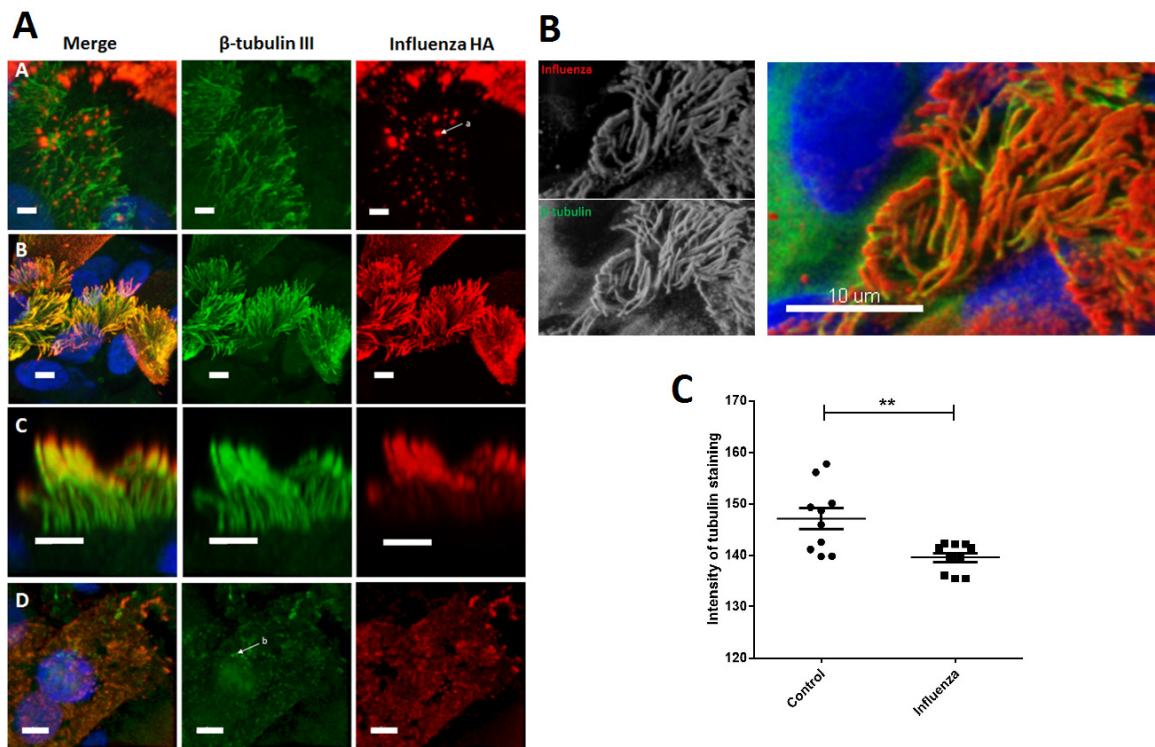 A
Merge
β-tubulin III
Influenza HA
A
a
B
C
D
b
B
Influenza
β-tubulin
10 um
C
**
Intensity of tubulin staining
170
160
150
140
130
120
Control
Influenza